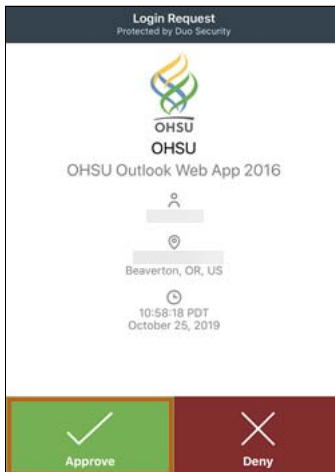 Login Request
Protected by Duo Security
OHSU
OHSU
OHSU Outlook Web App 2016
Beaverton, OR, US
10:58:18 PDT
October 25, 2019
Approve
Deny